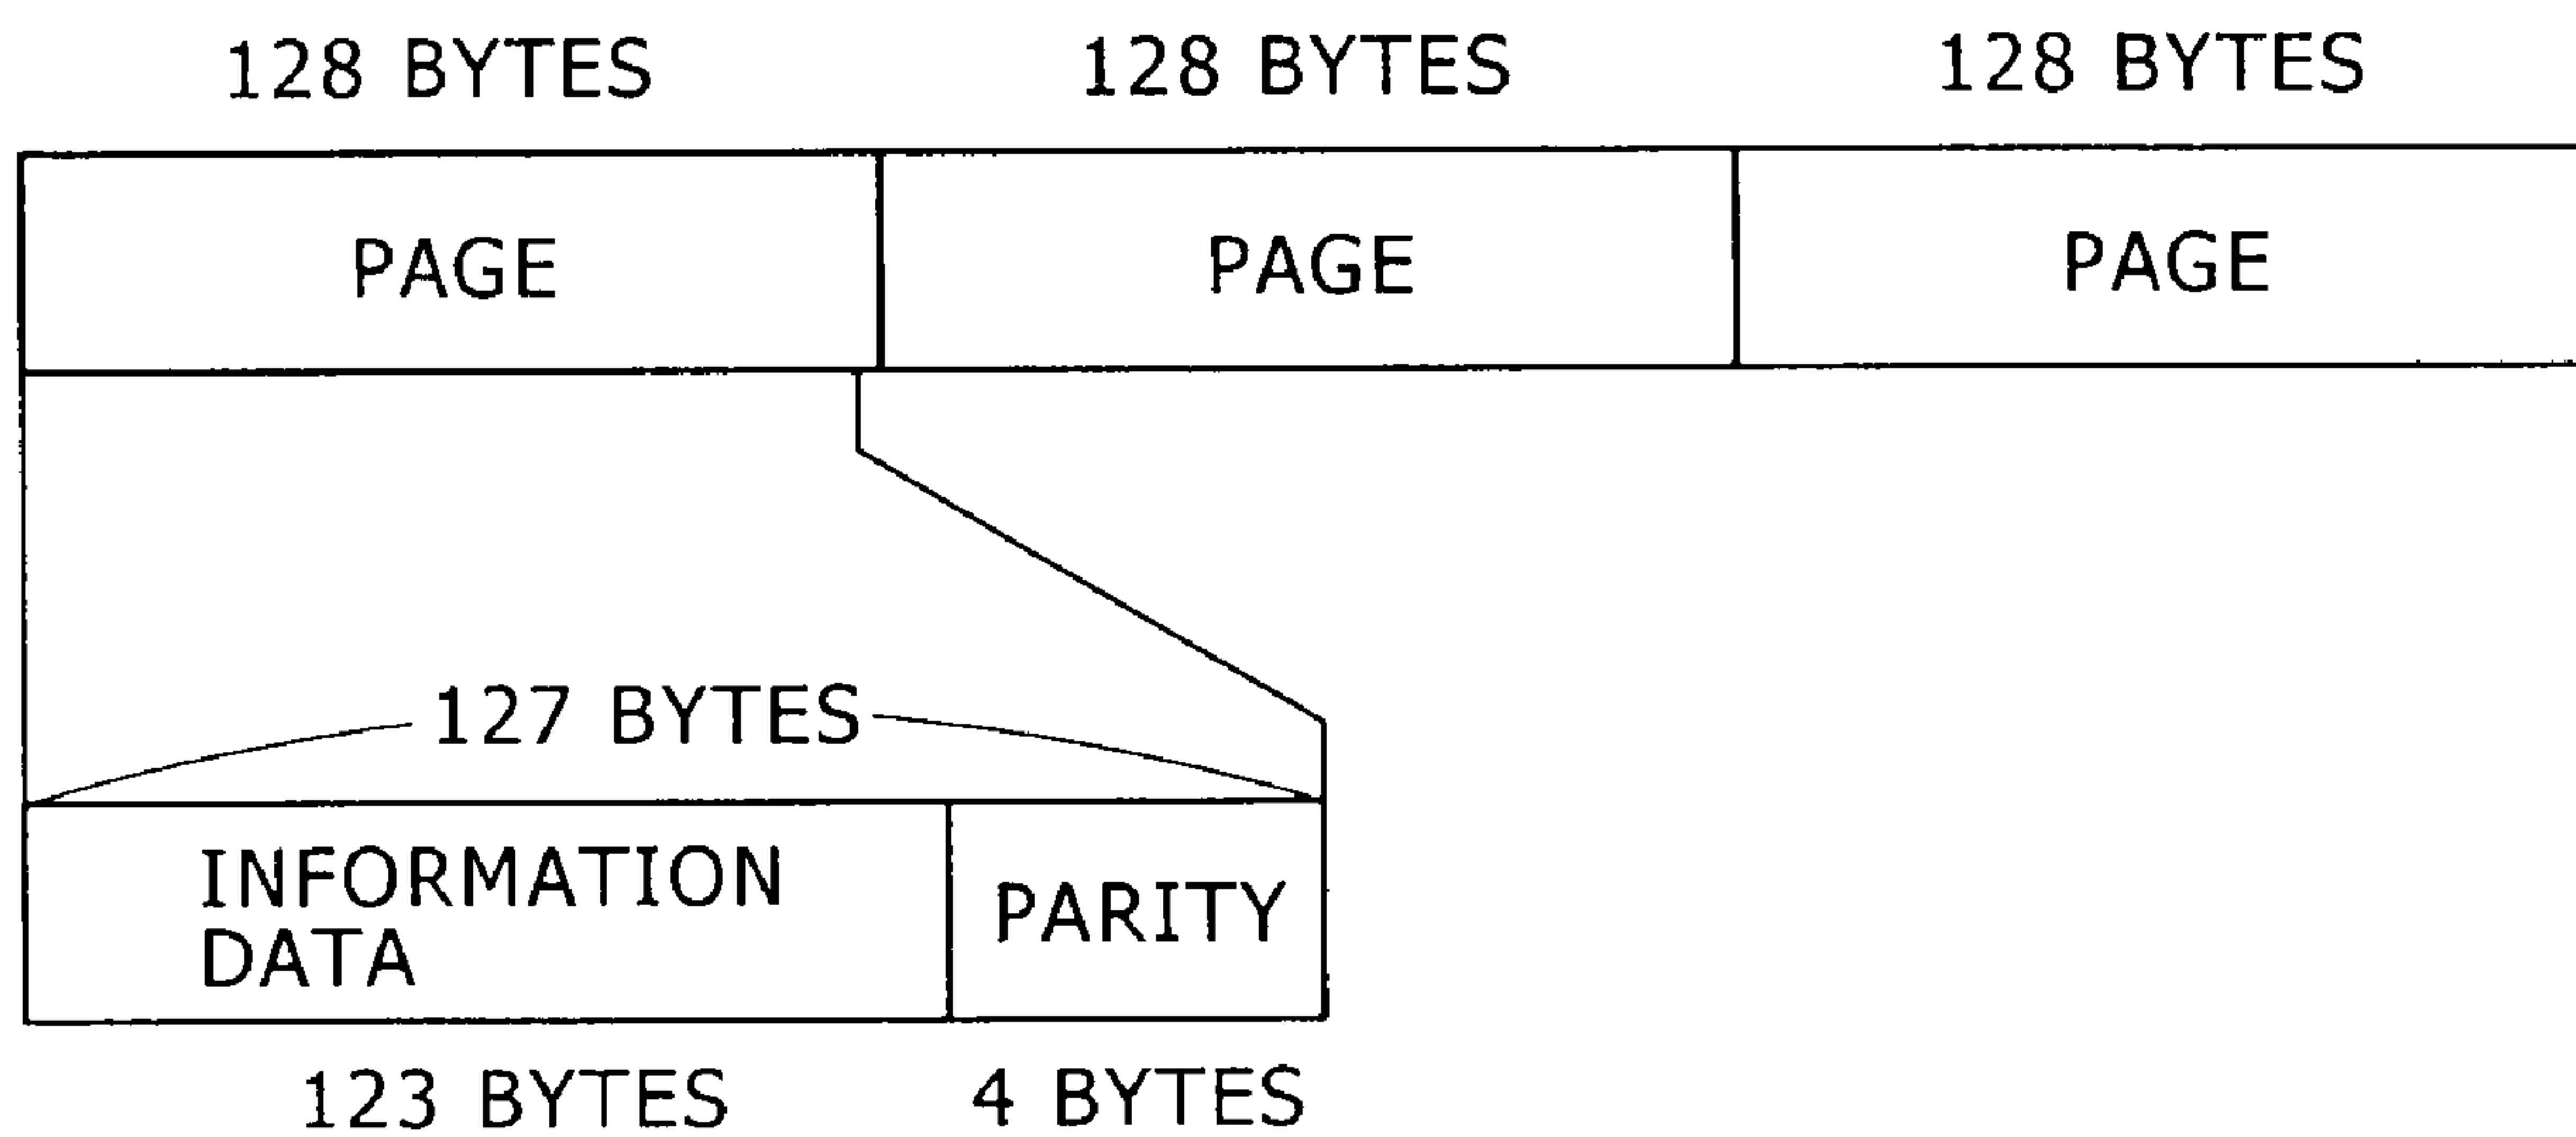 128 BYTES 128 BYTES 128 BYTES
PAGE PAGE PAGE
127 BYTES
INFORMATION
DATA
PARITY
123 BYTES 4 BYTES